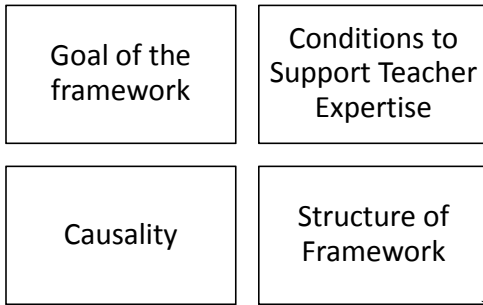 Goal of the
framework
Conditions to
Support Teacher
Expertise
Causality
Structure of
Framework